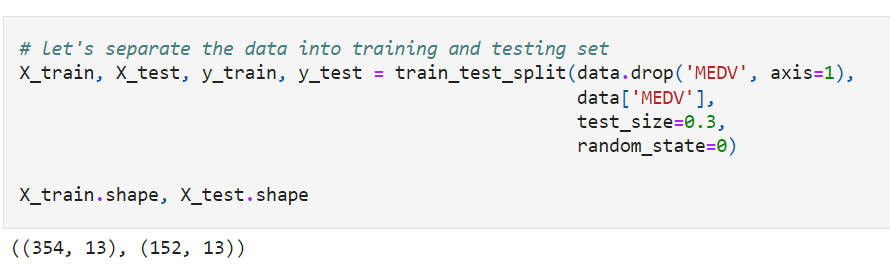 # let's separate the data into training and testing set
X_train, X_test, y_train, y_test = train_test_split(data.drop('MEDV', axis=1),
data['MEDV'],
test_size=0.3,
random_state=0)
X_train.shape, X_test.shape
((354, 13), (152, 13))